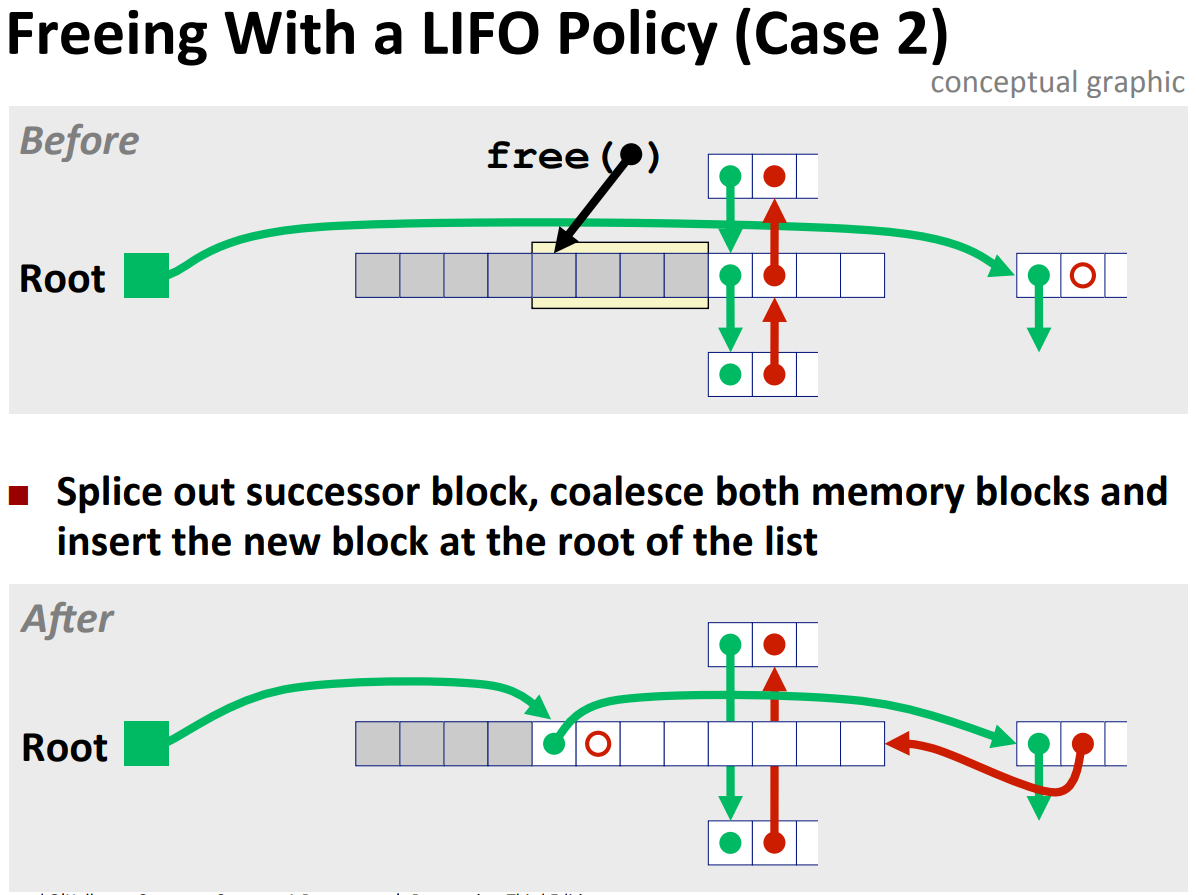 Freeing With a LIFO Policy (Case 2)
conceptual graphic
Before
free( )
Root
Splice out successor block, coalesce both memory blocks and
insert the new block at the root of the list
After
Root